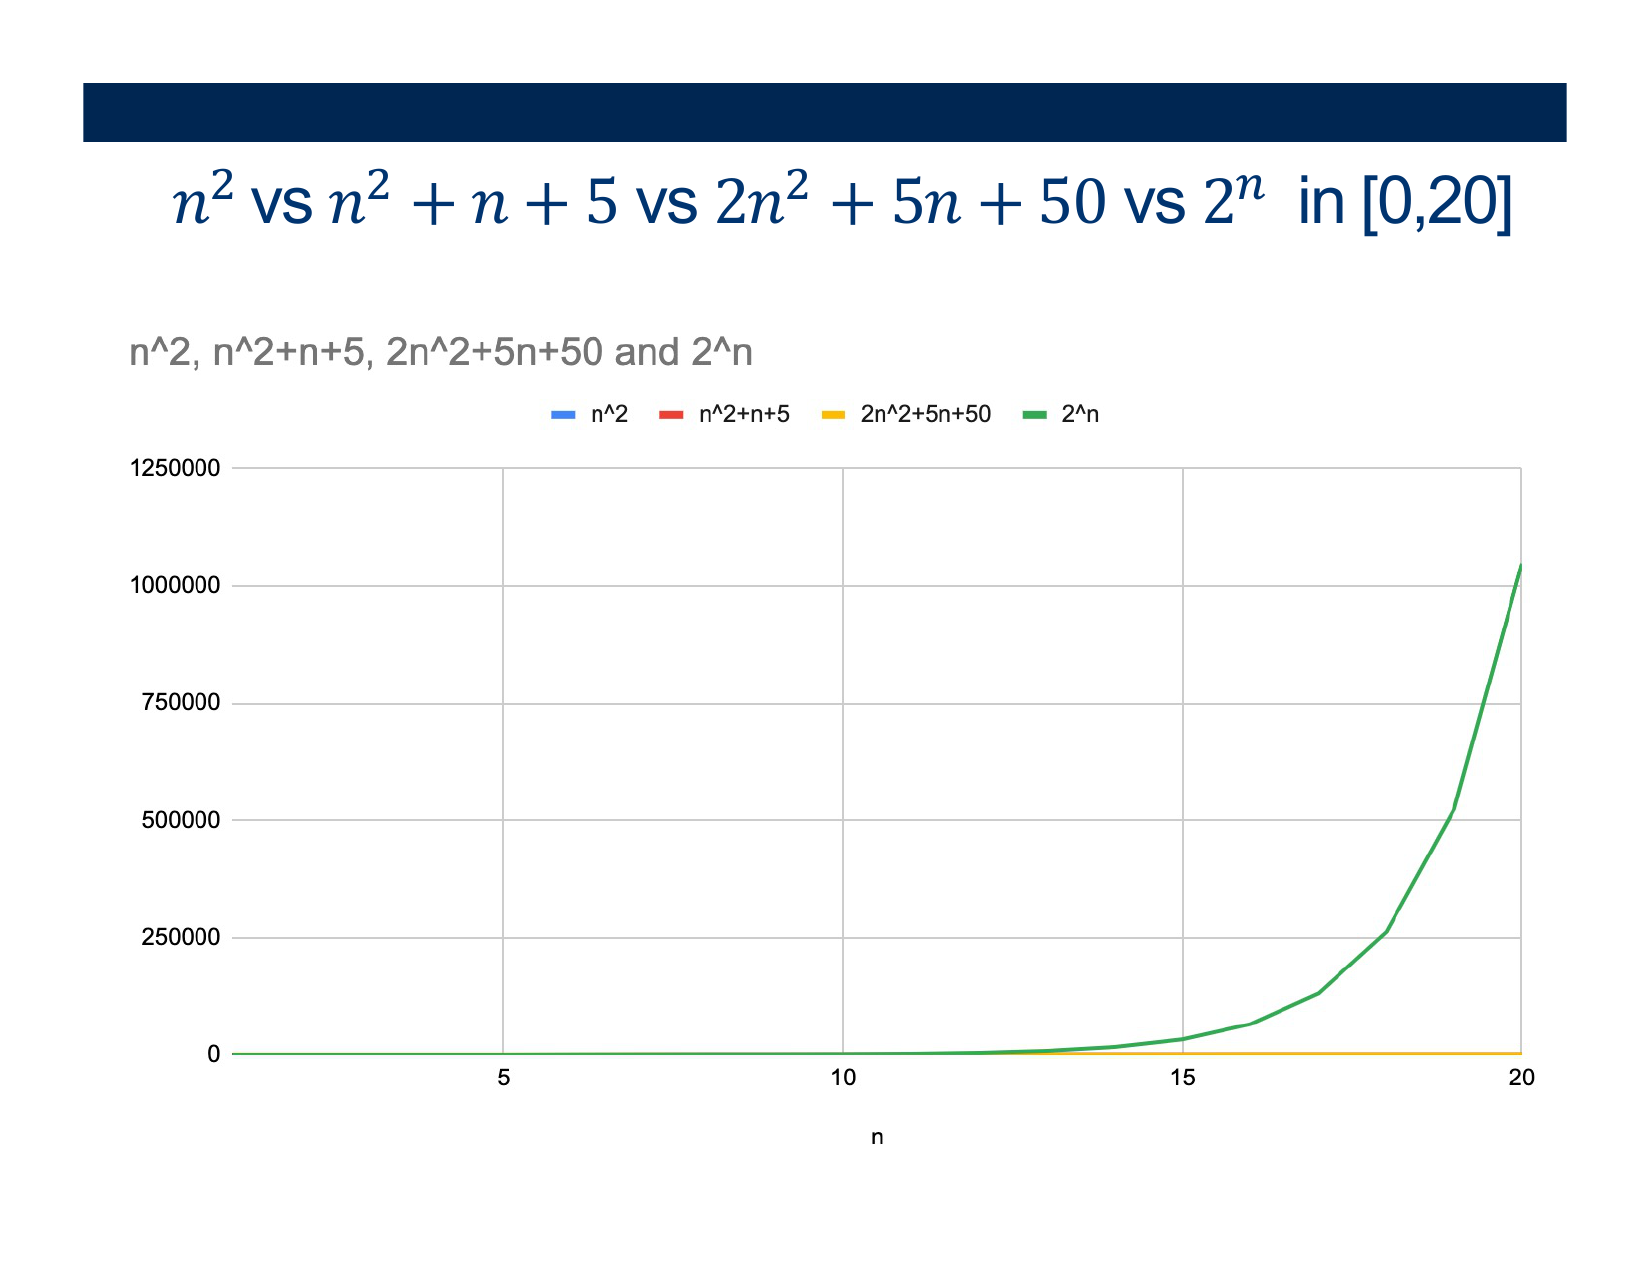 n² vs n² + n + 5 vs 2n² + 5n + 50 vs 2ⁿ in [0,20]
n^2, n^2+n+5, 2n^2+5n+50 and 2^n
n^2 n^2+n+5 2n^2+5n+50 2^n
1250000
1000000
750000
500000
250000
0
5 10 15 20
n